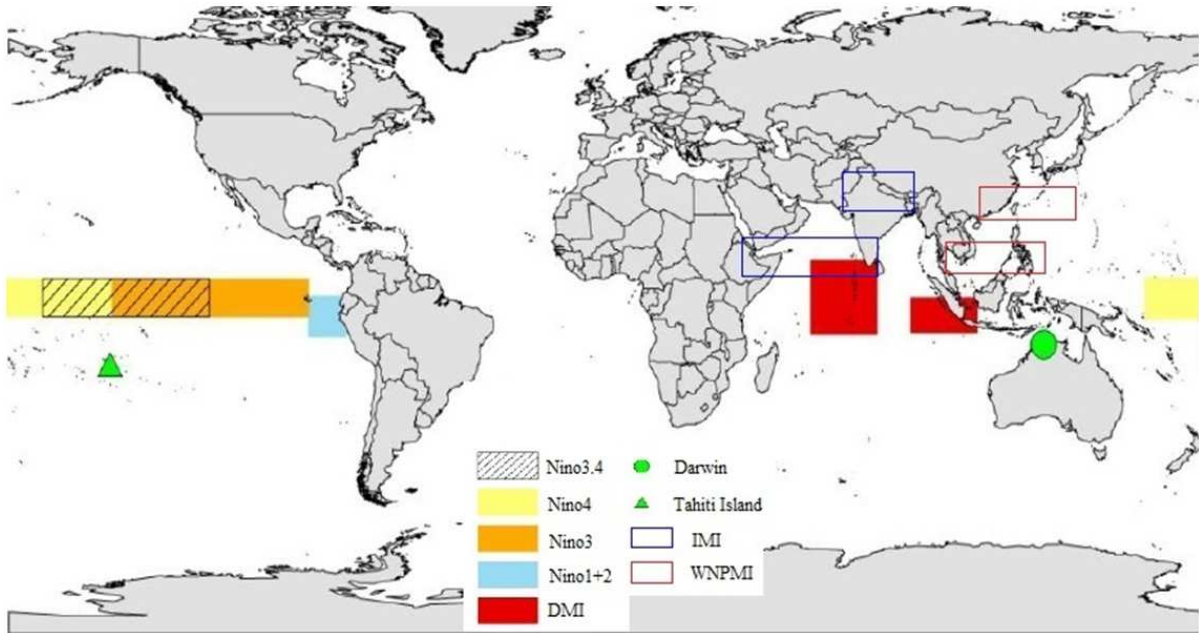 Nino3.4
Nino4
Nino3
Nino1+2
DMI
Darwin
Tahiti Island
IMI
WNPMI